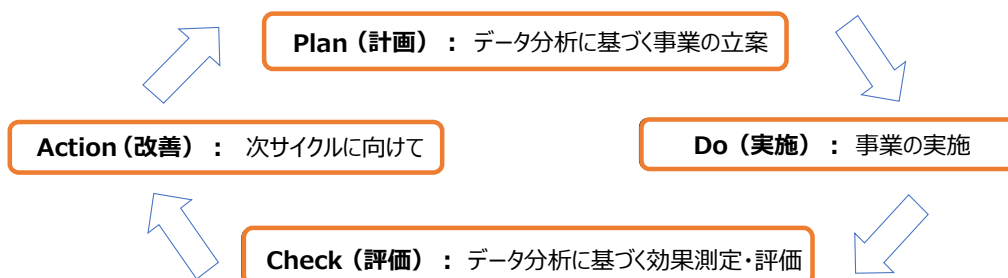 Plan（計画）： データ分析に基づく事業の立案
Action（改善）： 次サイクルに向けて
Do（実施）： 事業の実施
Check（評価）： データ分析に基づく効果測定・評価